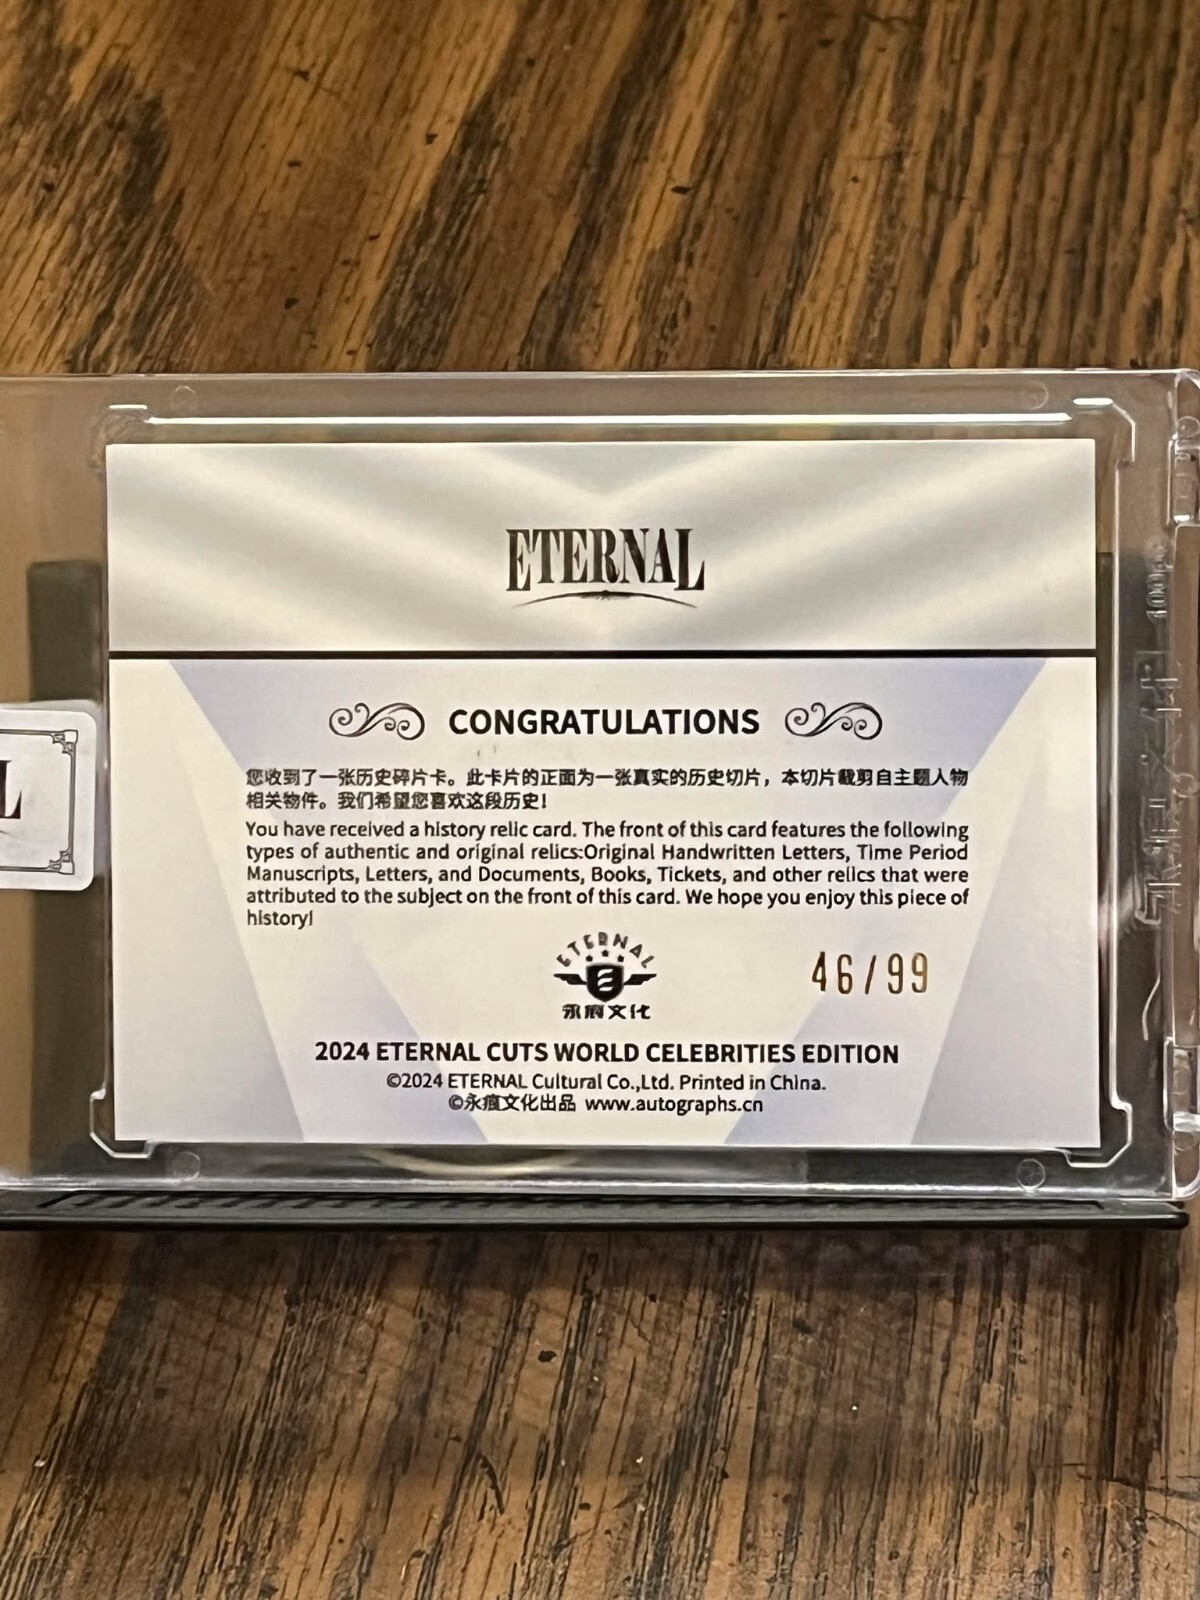 ETERNAL
CONGRATULATIONS
您收到了一张历史碎片卡。此卡片的正面为一张真实的历史切片，本切片裁剪自主题人物
相关物件。我们希望您喜欢这段历史！
You have received a history relic card. The front of this card features the following
types of authentic and original relics:Original Handwritten Letters, Time Period
Manuscripts, Letters, and Documents, Books, Tickets, and other relics that were
attributed to the subject on the front of this card. We hope you enjoy this piece of
history!
ETERNAL
永痕文化
46/99
2024 ETERNAL CUTS WORLD CELEBRITIES EDITION
©2024 ETERNAL Cultural Co.,Ltd. Printed in China.
©永痕文化出品 www.autographs.cn
L